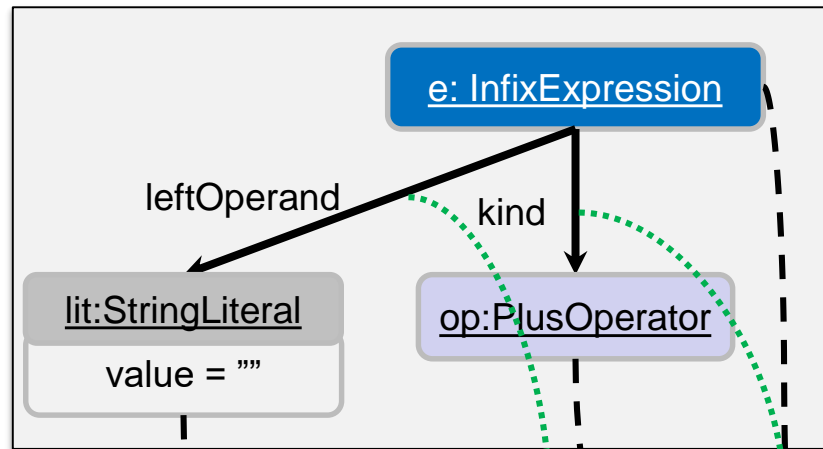 e: InfixExpression
leftOperand
kind
lit:StringLiteral
op:PlusOperator
value = ””